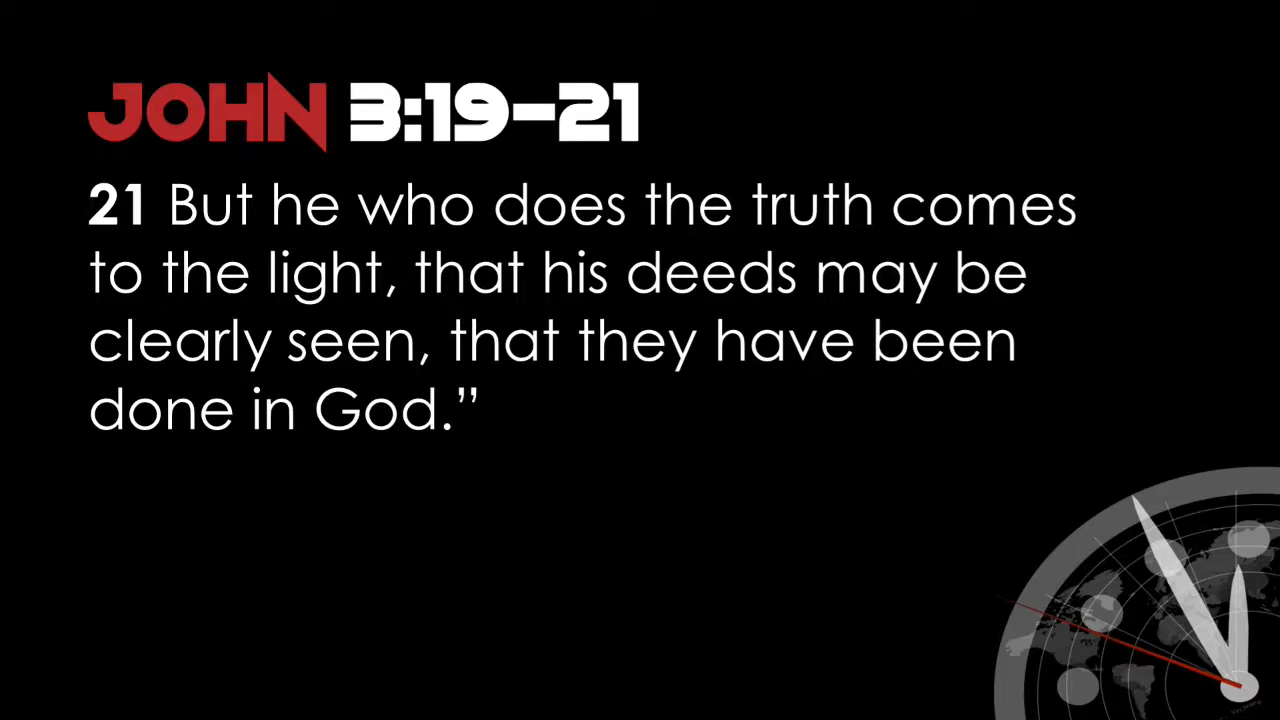 JOHN 3:19–21
21 But he who does the truth comes
to the light, that his deeds may be
clearly seen, that they have been
done in God.”